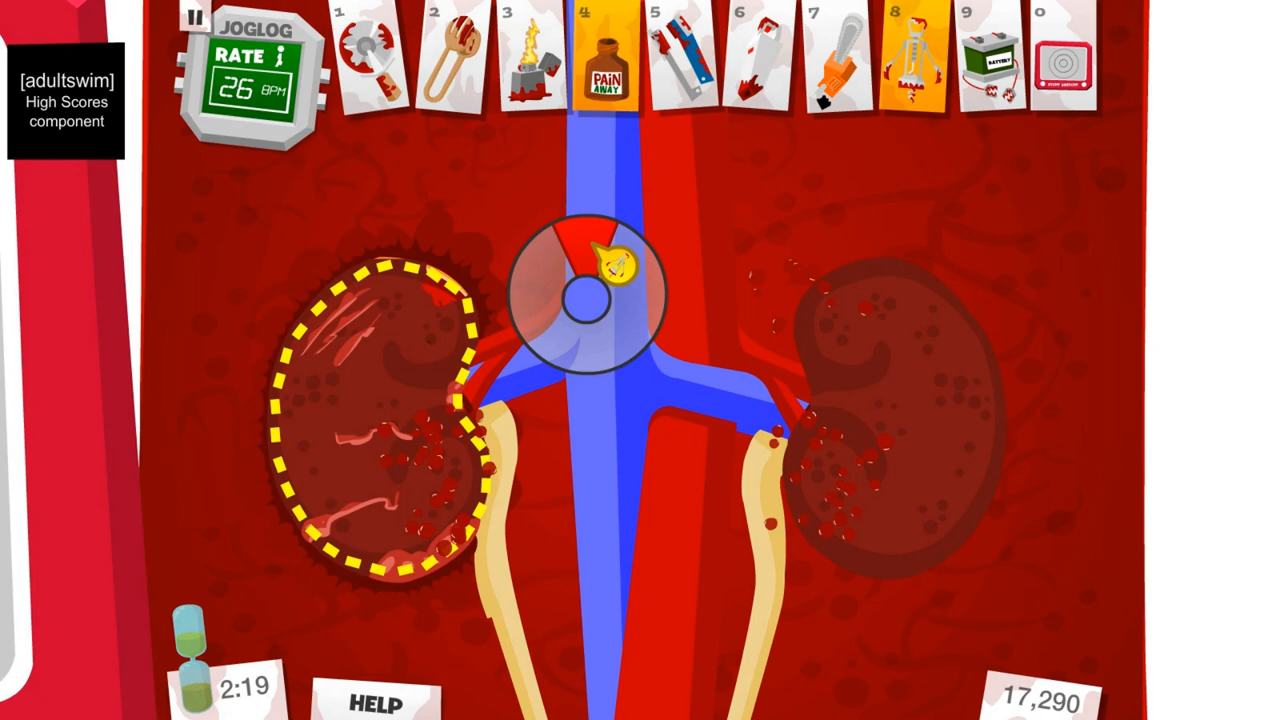 [adultswim]
High Scores
component
JOGLOG
RATE
26 BPM
1
2
3
4
5
6
7
8
9
0
PAIN
AWAY
BATTERY
2:19
HELP
17,290